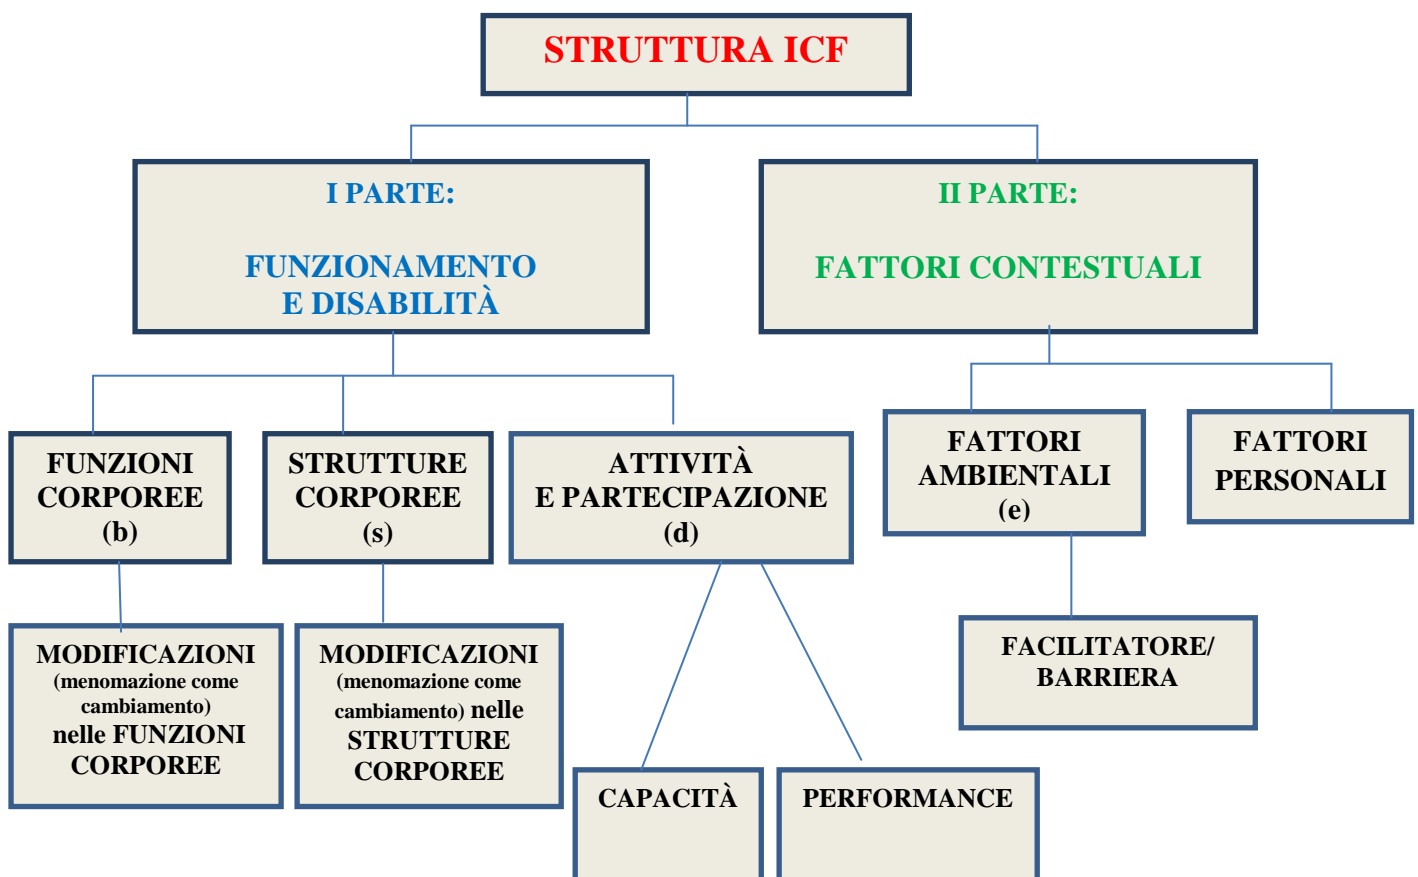 STRUTTURA ICF
I PARTE:
FUNZIONAMENTO
E DISABILITÀ
II PARTE:
FATTORI CONTESTUALI
FUNZIONI
CORPOREE
(b)
STRUTTURE
CORPOREE
(s)
ATTIVITÀ
E PARTECIPAZIONE
(d)
FATTORI
AMBIENTALI
(e)
FATTORI
PERSONALI
MODIFICAZIONI
(menomazione come
cambiamento)
nelle FUNZIONI
CORPOREE
MODIFICAZIONI
(menomazione come
cambiamento) nelle
STRUTTURE
CORPOREE
CAPACITÀ
PERFORMANCE
FACILITATORE/
BARRIERA